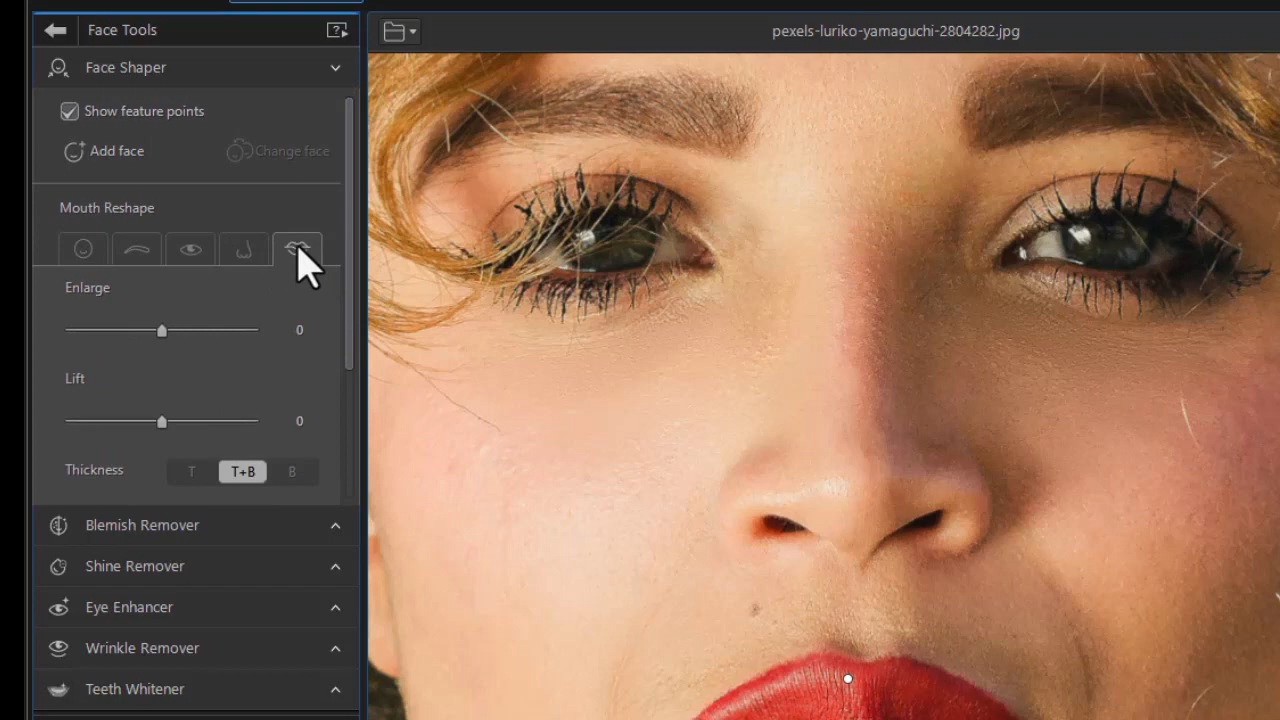 Face Tools
pexels-luriko-yamaguchi-2804282.jpg
Face Shaper
Show feature points
Add face
Change face
Mouth Reshape
Enlarge
0
Lift
0
Thickness T T+B B
Blemish Remover
Shine Remover
Eye Enhancer
Wrinkle Remover
Teeth Whitener